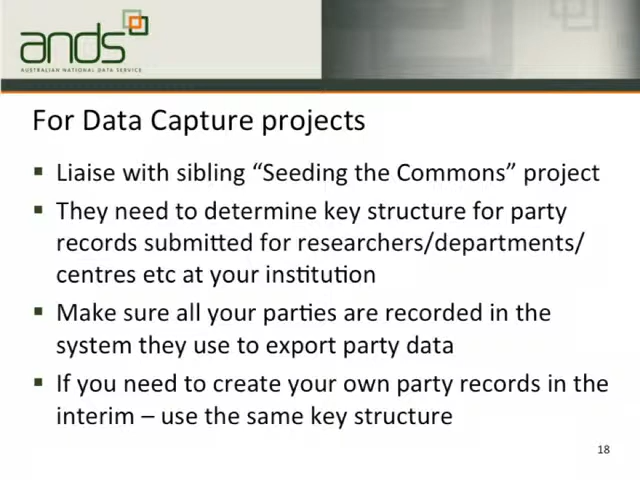 ands
AUSTRALIAN NATIONAL DATA SERVICE
For Data Capture projects
▪ Liaise with sibling “Seeding the Commons” project
▪ They need to determine key structure for party
records submitted for researchers/departments/
centres etc at your institution
▪ Make sure all your parties are recorded in the
system they use to export party data
▪ If you need to create your own party records in the
interim – use the same key structure
18